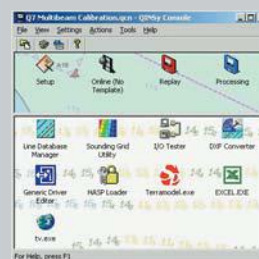 Q7 Multibeam Calibration.qcn - QINSy Console
File View Settings Actions Tools Help
Setup
Online (No Template)
Replay
Processing
Line Database Manager
Sounding Grid Utility
I/O Tester
DXF Converter
Generic Driver Editor
HASP Loader
Terramodel.exe
EXCEL.EXE
tv.exe
For Help, press F1